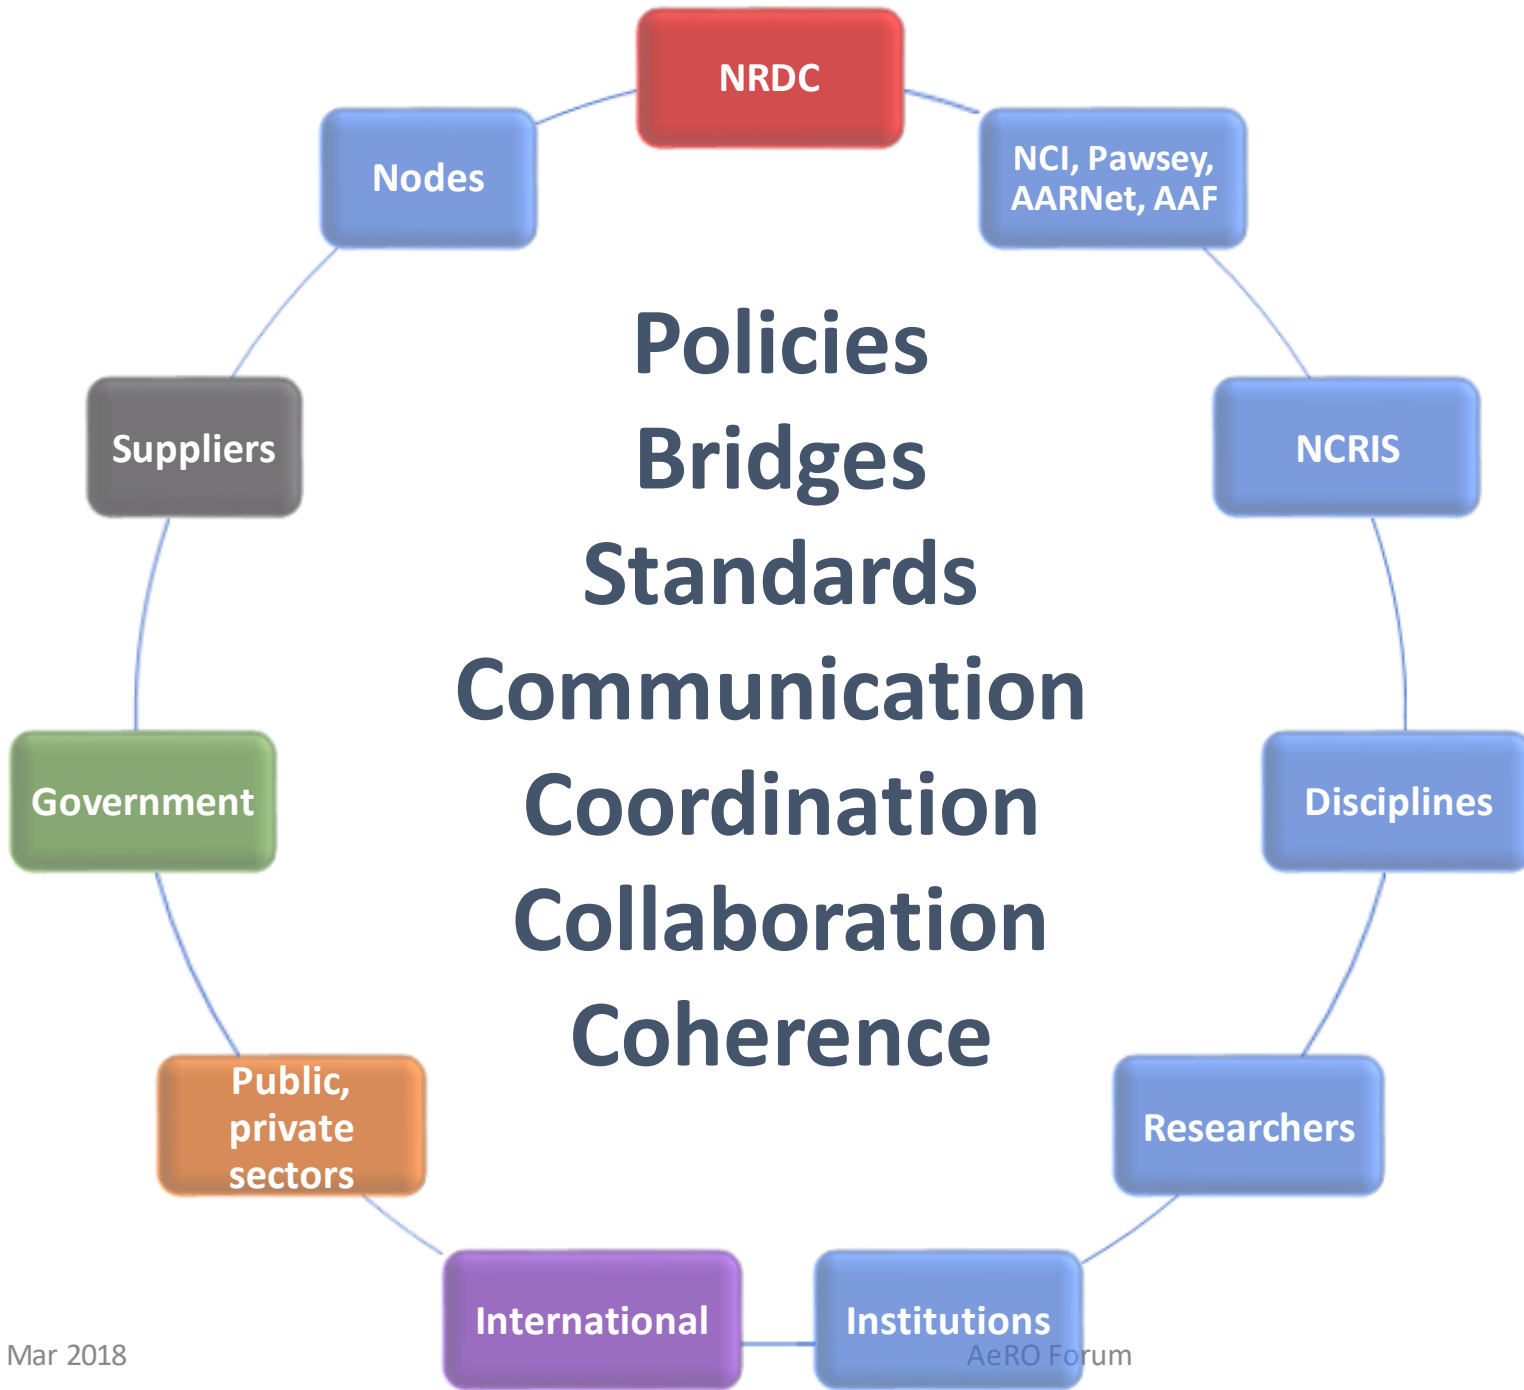 NRDC
Nodes
NCI, Pawsey,
AARNet, AAF
Policies
Bridges
Suppliers
NCRIS
Standards
Communication
Government
Coordination
Disciplines
Collaboration
Coherence
Public,
private
sectors
Researchers
International
Institutions
Mar 2018
AeRO Forum